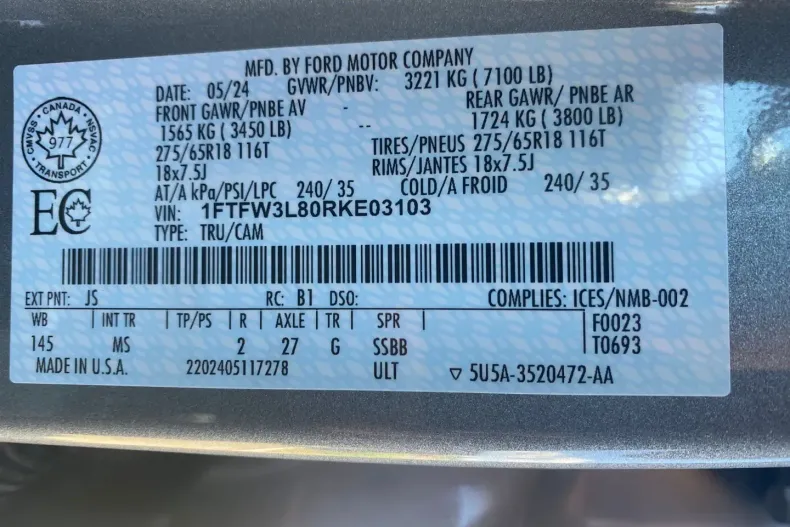 MFD. BY FORD MOTOR COMPANY
DATE: 05/24 GVWR/PNBV: 3221 KG ( 7100 LB)
FRONT GAWR/PNBE AV - REAR GAWR/ PNBE AR
1565 KG ( 3450 LB) -- 1724 KG ( 3800 LB)
275/65R18 116T TIRES/PNEUS 275/65R18 116T
18x7.5J RIMS/JANTES 18x7.5J
AT/A kPa/PSI/LPC 240/ 35 COLD/A FROID 240/ 35
VIN: 1FTFW3L80RKE03103
TYPE: TRU/CAM
CANADA
CMVSS NSVAC
977
TRANSPORT
EC
EXT PNT: JS RC: B1 DSO: COMPLIES: ICES/NMB-002
WB | INT TR | TP/PS | R | AXLE | TR | SPR | F0023
145 MS 2 27 G SSBB T0693
MADE IN U.S.A. 2202405117278 ULT ▽ 5U5A-3520472-AA